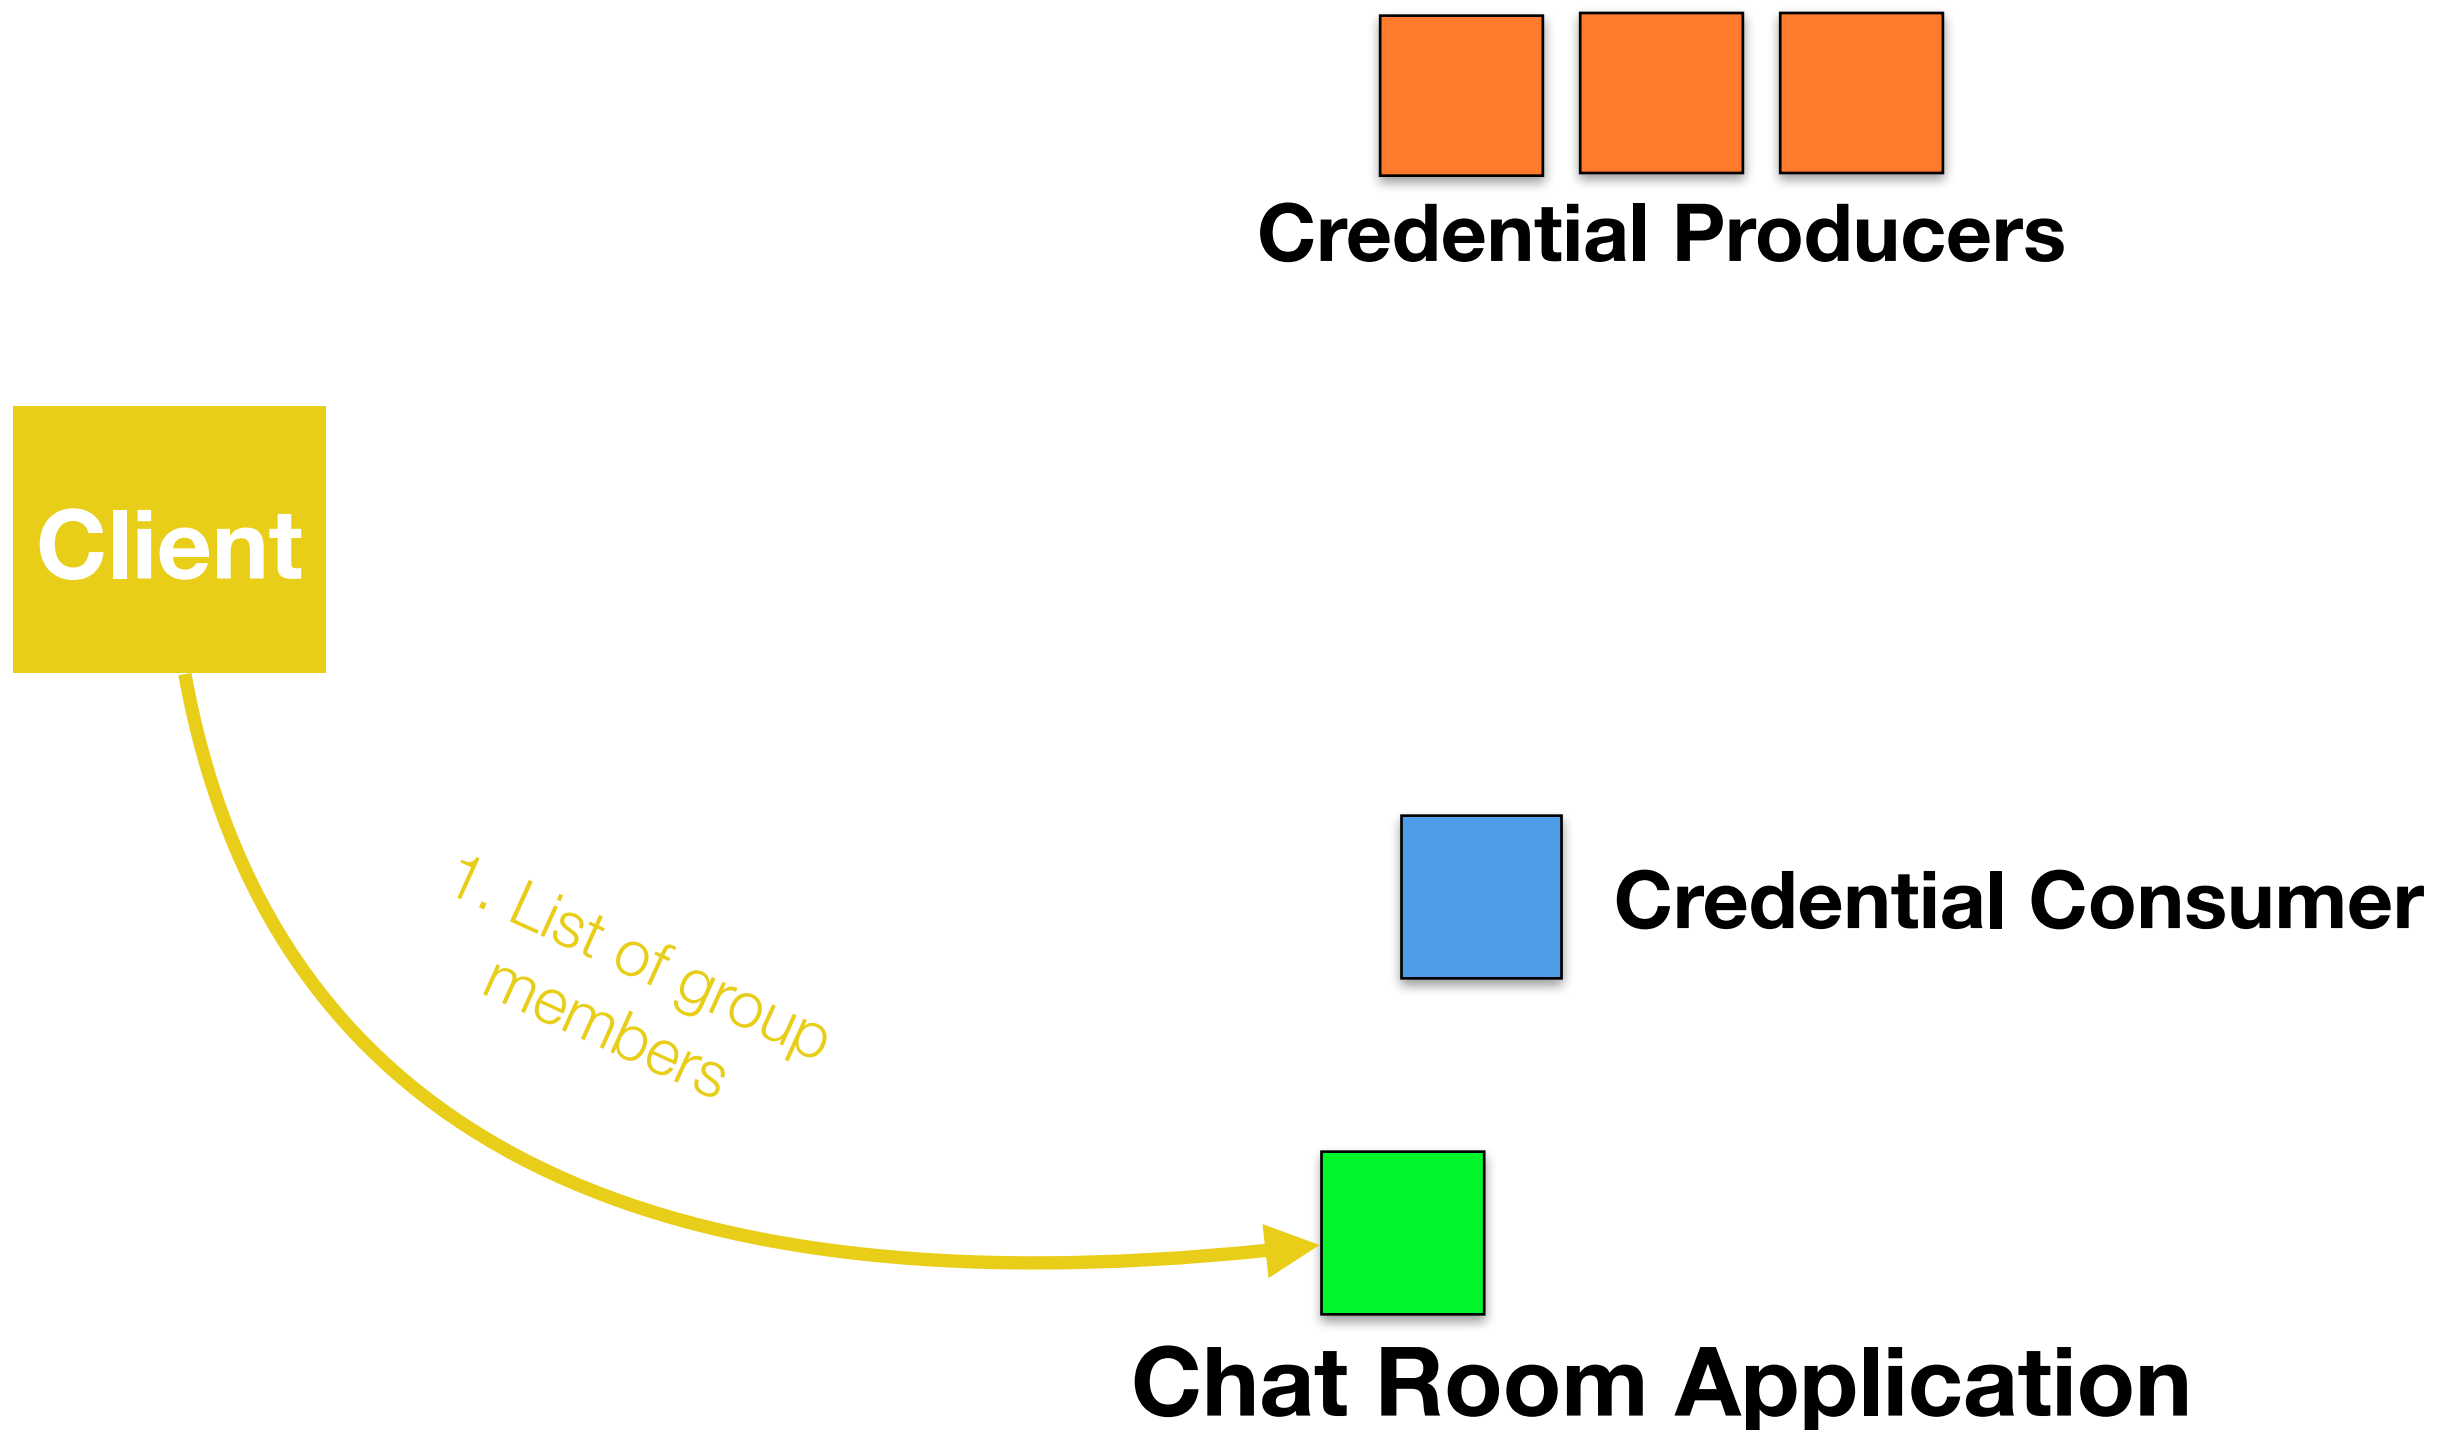 Credential Producers
Client
1. List of group
members
Credential Consumer
Chat Room Application